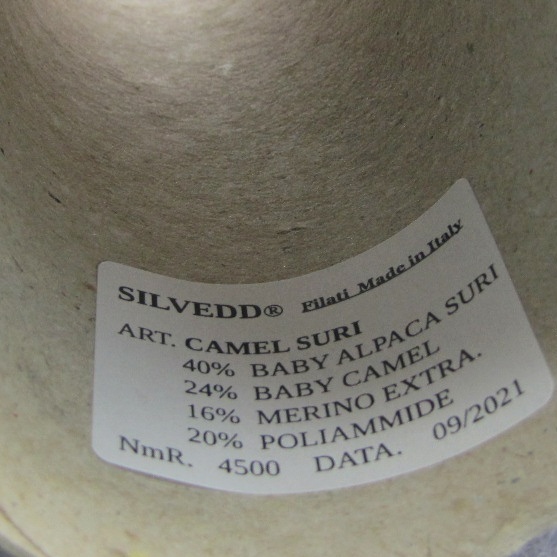 SILVEDD® Filati Made in Italy
ART. CAMEL SURI
40% BABY ALPACA SURI
24% BABY CAMEL
16% MERINO EXTRA.
20% POLIAMMIDE
NmR. 4500 DATA. 09/2021